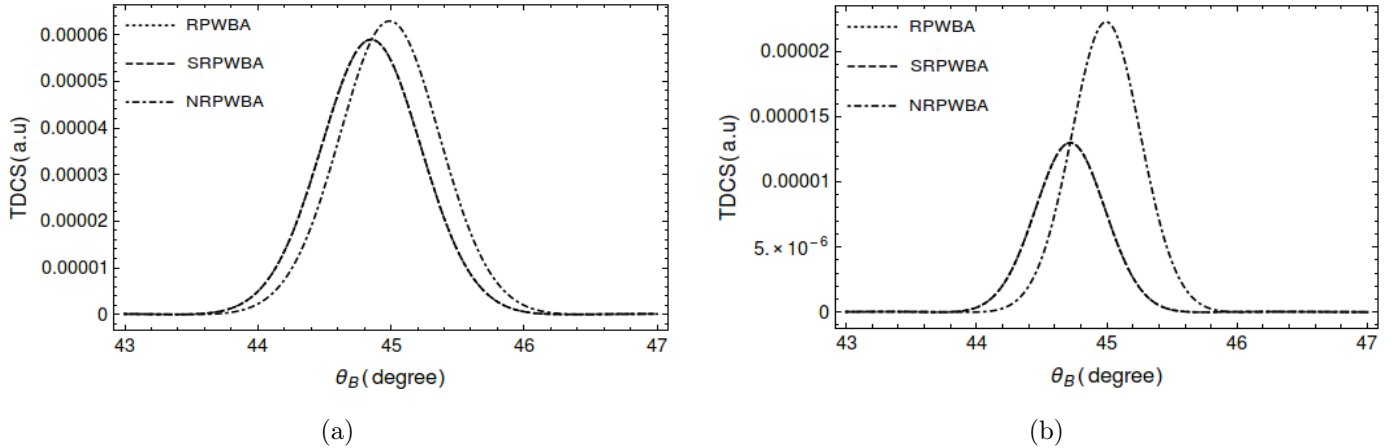 RPWBA
SRPWBA
NRPWBA
TDCS(a.u)
0.00006
0.00005
0.00004
0.00003
0.00002
0.00001
0
43 44 45 46 47
θB(degree)
(a)
RPWBA
SRPWBA
NRPWBA
TDCS(a.u)
0.00002
0.000015
0.00001
5.×10⁻⁶
0
43 44 45 46 47
θB(degree)
(b)